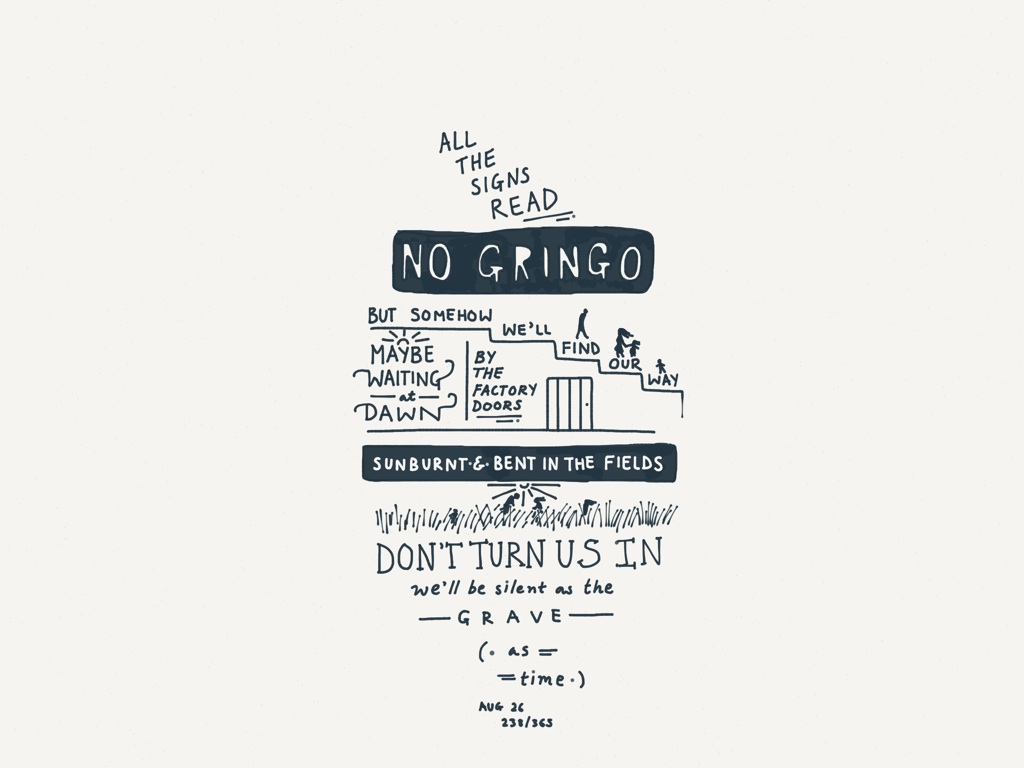 ALL
THE
SIGNS
READ
NO GRINGO
BUT SOMEHOW
WE'LL
FIND
OUR
WAY
MAYBE
WAITING
at
DAWN
BY
THE
FACTORY
DOORS
SUNBURNT·&·BENT IN THE FIELDS
DON'T TURN US IN
we'll be silent as the
GRAVE
(· as =
=time·)
AUG 26
238/365